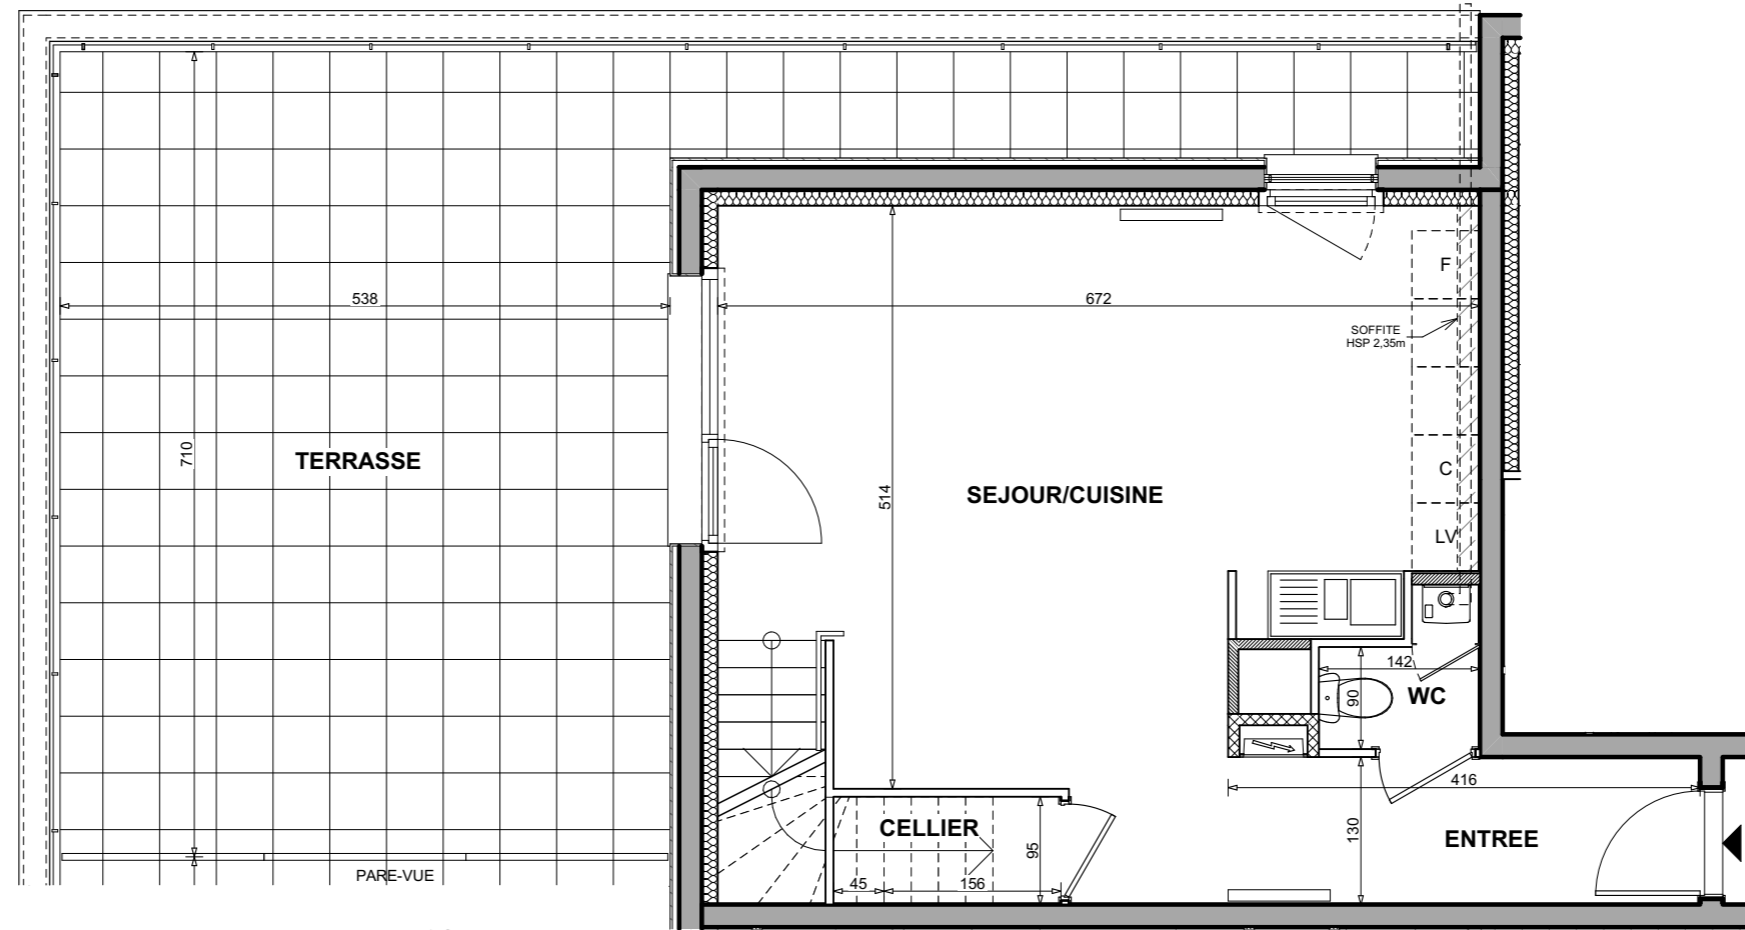 F
538
672
SOFFITE
HSP 2,35m
TERRASSE
710
C
514
SEJOUR/CUISINE
LV
142
90
WC
416
CELLIER
130
ENTREE
95
PARE-VUE
45
156